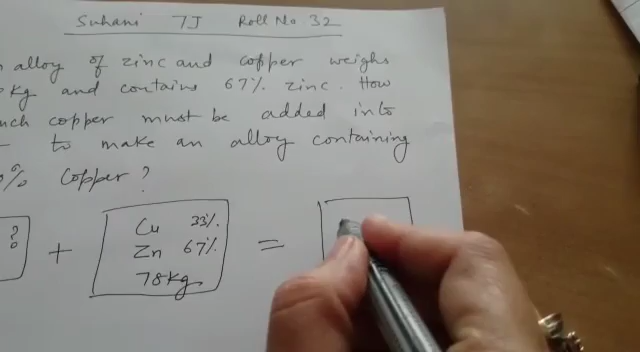 Suhani 7J Roll No 32
alloy of zinc and copper weighs
kg and contains 67% zinc. How
copper must be added into
to make an alloy containing
% copper?
? + Cu 33% =
Zn 67%
78kg